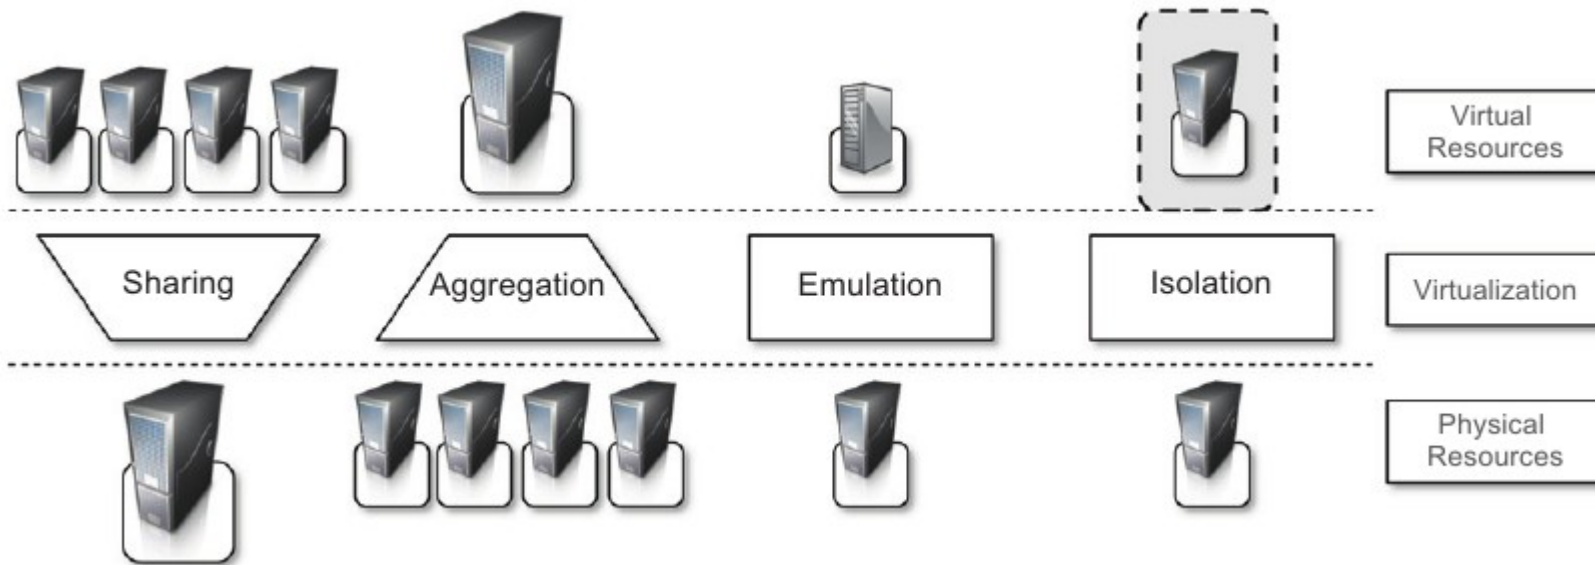 Virtual
Resources
Sharing
Aggregation
Emulation
Isolation
Virtualization
Physical
Resources